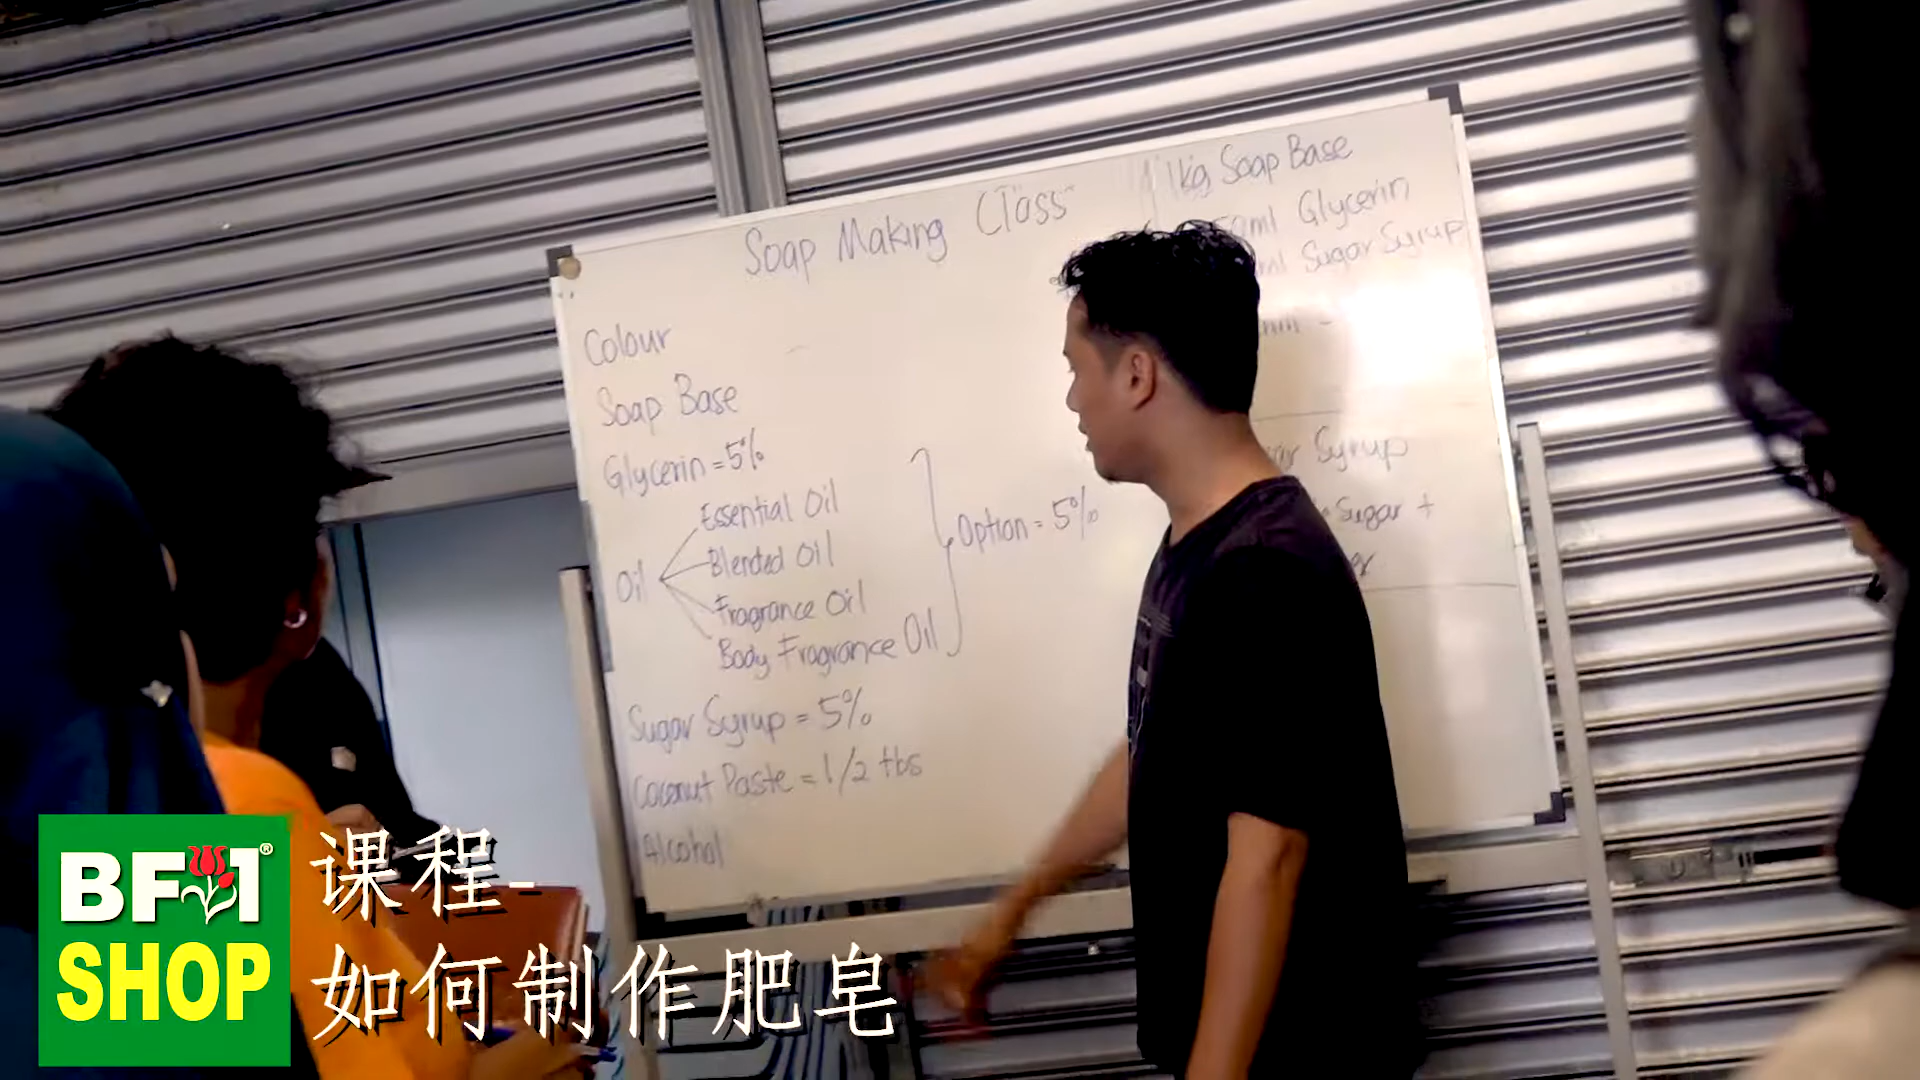 Soap Making Class
Colour
Soap Base
Glycerin = 5%
Oil
Essential Oil
Blended Oil
Fragrance Oil
Body Fragrance Oil
Option = 5%
Sugar Syrup = 5%
Coconut Paste = 1/2 tbs
Alcohol
1kg Soap Base
ml Glycerin
ml Sugar Syrup
Syrup
Sugar +
BF1®
SHOP
课程-
如何制作肥皂